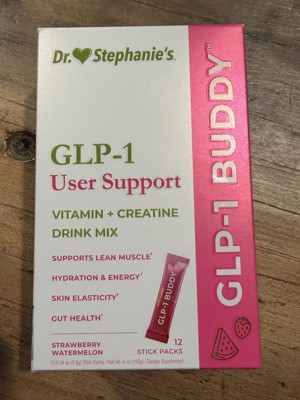 Dr.♥Stephanie's
GLP-1
User Support
VITAMIN + CREATINE
DRINK MIX
SUPPORTS LEAN MUSCLE†
HYDRATION & ENERGY†
SKIN ELASTICITY†
GUT HEALTH†
STRAWBERRY
WATERMELON
12
STICK PACKS
GLP-1 BUDDY
GLP-1 BUDDY™